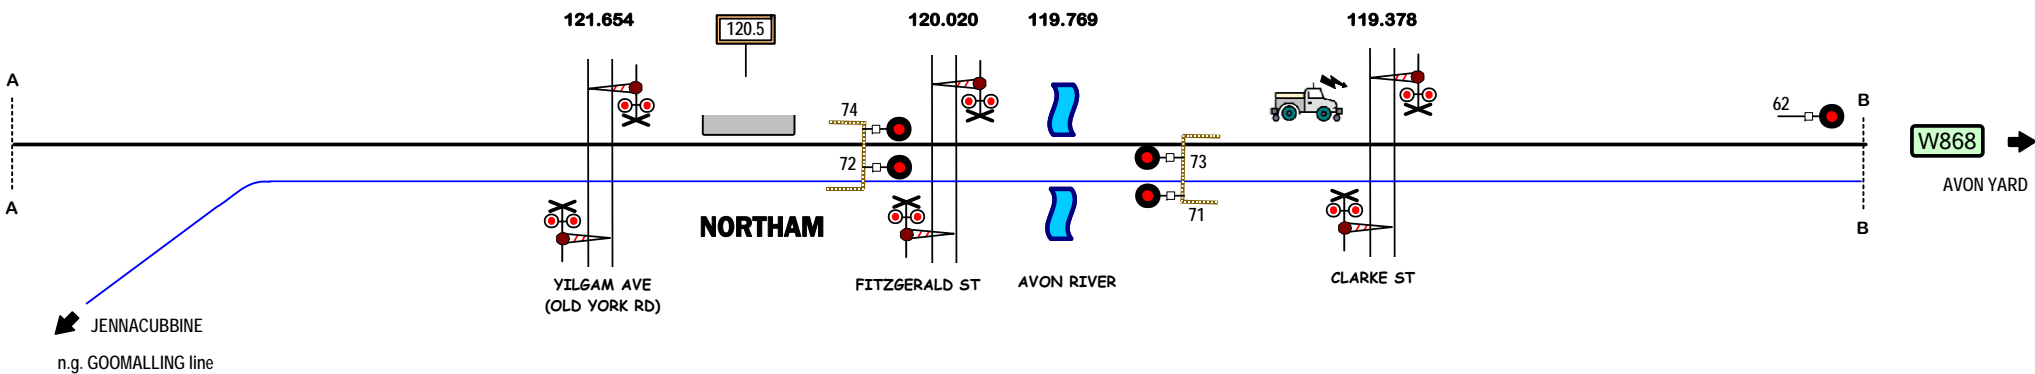 121.654
120.5
120.020
119.769
119.378
A
74
62
B
72
73
W868
AVON YARD
A
NORTHAM
71
B
YILGAM AVE
(OLD YORK RD)
FITZGERALD ST
AVON RIVER
CLARKE ST
JENNACUBBINE
n.g. GOOMALLING line